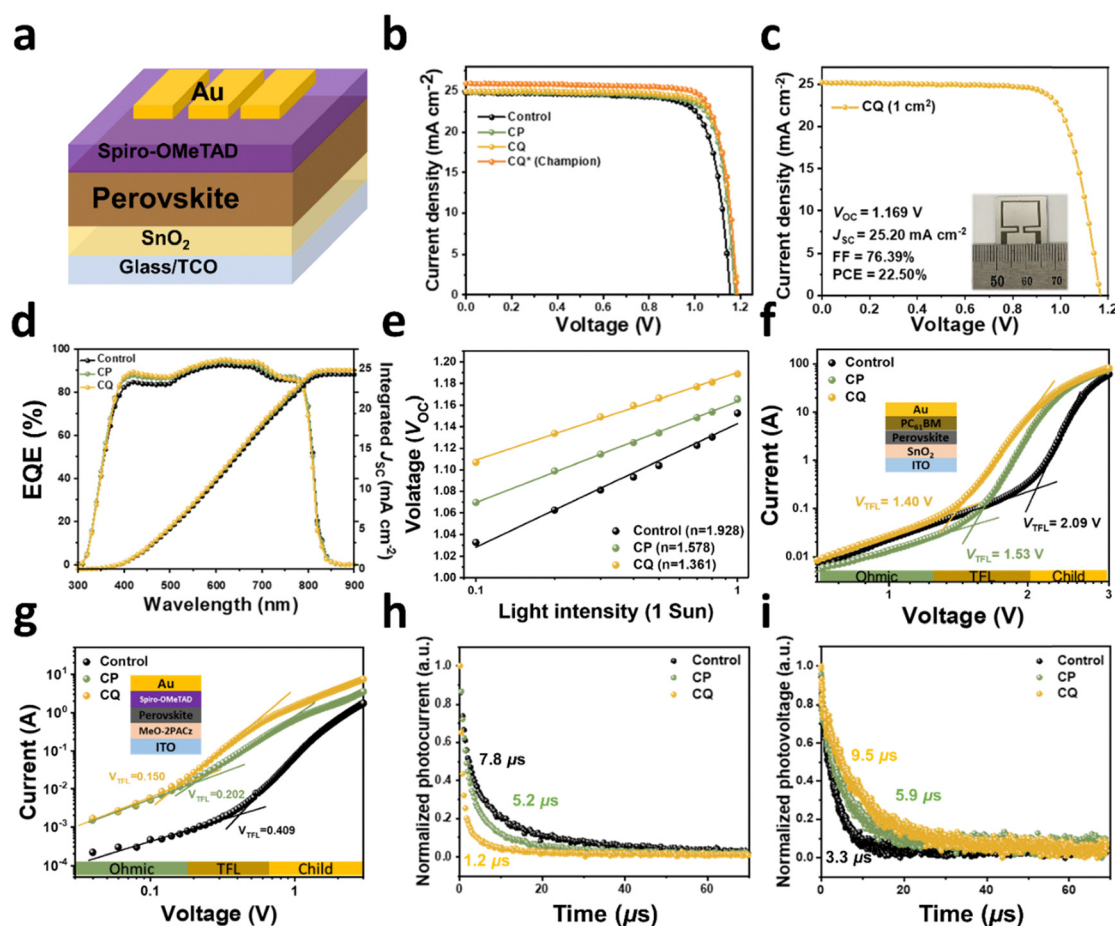 a
Au
Spiro-OMeTAD
Perovskite
SnO2
Glass/TCO
b
Current density (mA cm-2)
30
25
20
15
10
5
0
Control
CP
CQ
CQ* (Champion)
0.0 0.2 0.4 0.6 0.8 1.0 1.2
Voltage (V)
c
Current density (mA cm-2)
30
25
20
15
10
5
0
CQ (1 cm2)
VOC = 1.169 V
JSC = 25.20 mA cm-2
FF = 76.39%
PCE = 22.50%
50 60 70
0.0 0.2 0.4 0.6 0.8 1.0 1.2
Voltage (V)
d
EQE (%)
100
90
80
70
60
50
40
30
20
10
0
Control
CP
CQ
25
20
15
10
5
0
Integrated JSC (mA cm-2)
300 400 500 600 700 800 900
Wavelength (nm)
e
Volatage (VOC)
1.20
1.18
1.16
1.14
1.12
1.10
1.08
1.06
1.04
1.02
1.00
Control (n=1.928)
CP (n=1.578)
CQ (n=1.361)
0.1 1
Light intensity (1 Sun)
f
Current (A)
100
10
1
0.1
0.01
Control
CP
CQ
Au
PC61BM
Perovskite
SnO2
ITO
VTFL= 1.40 V
VTFL= 2.09 V
VTFL= 1.53 V
Ohmic TFL Child
1 2 3
Voltage (V)
g
Current (A)
101
100
10-1
10-2
10-3
10-4
Control
CP
CQ
Au
Spiro-OMeTAD
Perovskite
MeO-2PACz
ITO
VTFL=0.150
VTFL=0.202
VTFL=0.409
Ohmic TFL Child
0.1 1
Voltage (V)
h
Normalized photocurrent (a.u.)
1.0
0.8
0.6
0.4
0.2
0.0
Control
CP
CQ
7.8 µs
5.2 µs
1.2 µs
0 20 40 60
Time (µs)
i
Normalized photovoltage (a.u.)
1.0
0.8
0.6
0.4
0.2
0.0
Control
CP
CQ
9.5 µs
5.9 µs
3.3 µs
0 20 40 60
Time (µs)